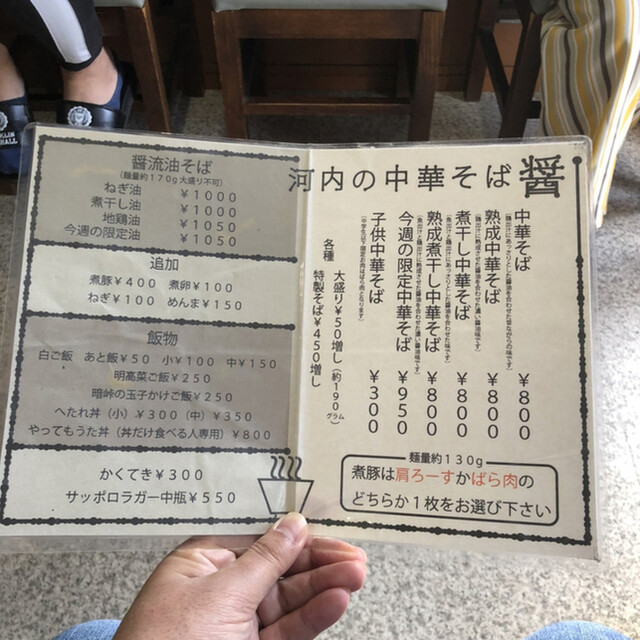 河内の中華そば 醤
中華そば ¥800
熟成中華そば ¥800
煮干し中華そば ¥800
熟成煮干し中華そば ¥800
今週の限定中華そば ¥950
子供中華そば ¥300
各種 大盛り¥50増し(約190グラム)
特製そば¥450増し
麺量約130g
煮豚は肩ろーすかばら肉の
どちらか1枚をお選び下さい
醤流油そば
(麺量約170g大盛り不可)
ねぎ油 ¥1000
煮干し油 ¥1000
地鶏油 ¥1050
今週の限定油 ¥1050
追加
煮豚¥400 煮卵¥100
ねぎ¥100 めんま¥150
飯物
白ご飯 あと飯¥50 小¥100 中¥150
明高菜ご飯¥250
暗峠の玉子かけご飯¥250
へたれ丼(小)¥300(中)¥350
やってもうた丼(丼だけ食べる人専用)¥800
かくてき¥300
サッポロラガー中瓶¥550